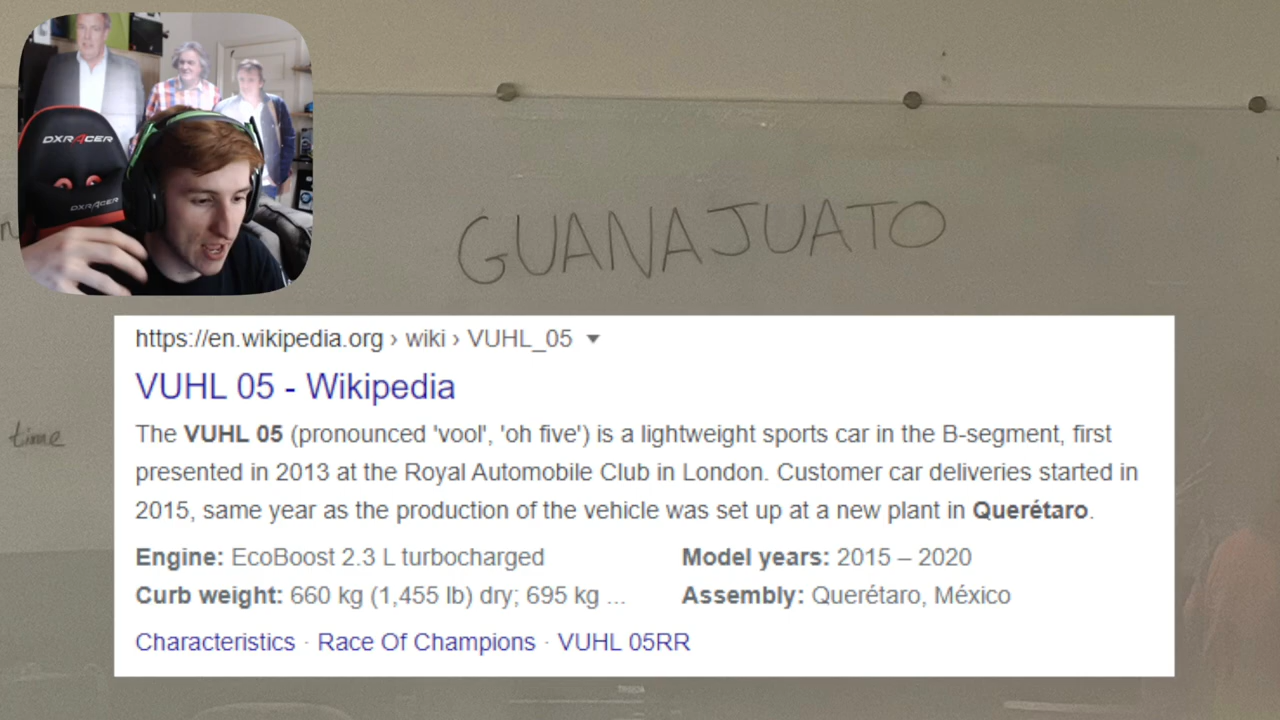 DXRACER
DXRACER
GUANAJUATO
https://en.wikipedia.org › wiki › VUHL_05
VUHL 05 - Wikipedia
The VUHL 05 (pronounced 'vool', 'oh five') is a lightweight sports car in the B-segment, first
presented in 2013 at the Royal Automobile Club in London. Customer car deliveries started in
2015, same year as the production of the vehicle was set up at a new plant in Querétaro.
Engine: EcoBoost 2.3 L turbocharged
Model years: 2015 – 2020
Curb weight: 660 kg (1,455 lb) dry; 695 kg ...
Assembly: Querétaro, México
Characteristics · Race Of Champions · VUHL 05RR
time